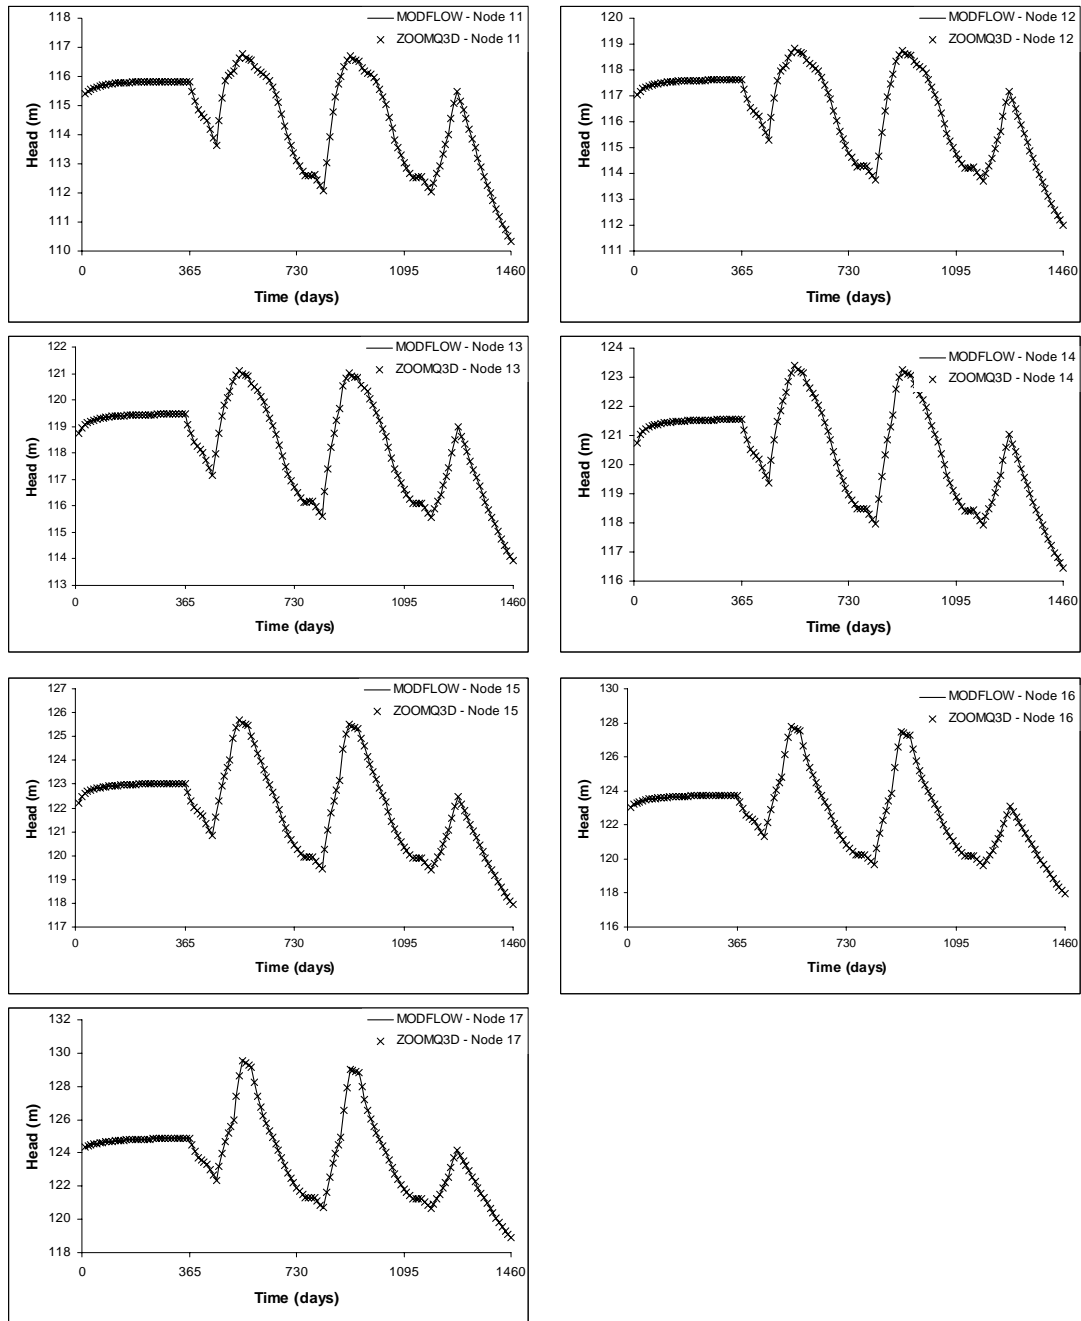 MODFLOW - Node 11
ZOOMQ3D - Node 11
118
117
116
115
114
113
112
111
110
Head (m)
0 365 730 1095 1460
Time (days)
MODFLOW - Node 12
ZOOMQ3D - Node 12
120
119
118
117
116
115
114
113
112
111
Head (m)
0 365 730 1095 1460
Time (days)
MODFLOW - Node 13
ZOOMQ3D - Node 13
122
121
120
119
118
117
116
115
114
113
Head (m)
0 365 730 1095 1460
Time (days)
MODFLOW - Node 14
ZOOMQ3D - Node 14
124
123
122
121
120
119
118
117
116
Head (m)
0 365 730 1095 1460
Time (days)
MODFLOW - Node 15
ZOOMQ3D - Node 15
127
126
125
124
123
122
121
120
119
118
117
Head (m)
0 365 730 1095 1460
Time (days)
MODFLOW - Node 16
ZOOMQ3D - Node 16
130
128
126
124
122
120
118
116
Head (m)
0 365 730 1095 1460
Time (days)
MODFLOW - Node 17
ZOOMQ3D - Node 17
132
130
128
126
124
122
120
118
Head (m)
0 365 730 1095 1460
Time (days)